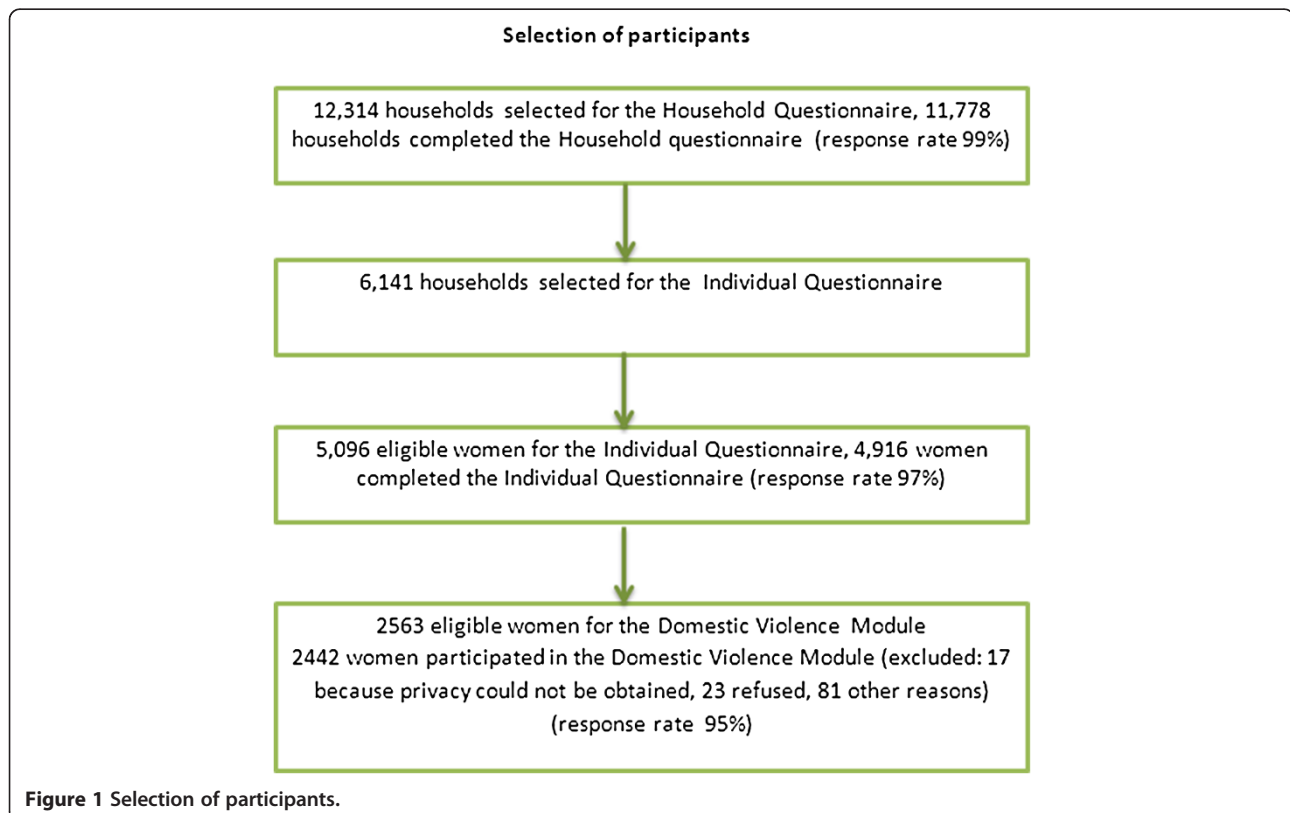 Selection of participants
12,314 households selected for the Household Questionnaire, 11,778
households completed the Household questionnaire (response rate 99%)
6,141 households selected for the Individual Questionnaire
5,096 eligible women for the Individual Questionnaire, 4,916 women
completed the Individual Questionnaire (response rate 97%)
2563 eligible women for the Domestic Violence Module
2442 women participated in the Domestic Violence Module (excluded: 17
because privacy could not be obtained, 23 refused, 81 other reasons)
(response rate 95%)
Figure 1 Selection of participants.